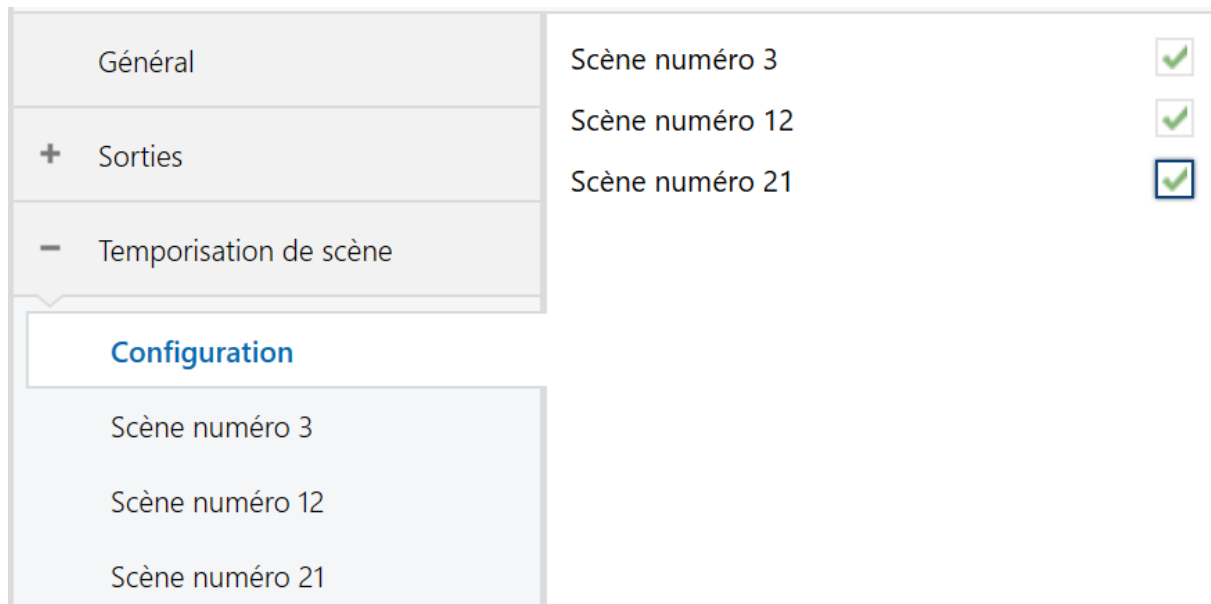 Général
Sorties
Temporisation de scène
Configuration
Scène numéro 3
Scène numéro 12
Scène numéro 21
Scène numéro 3
Scène numéro 12
Scène numéro 21